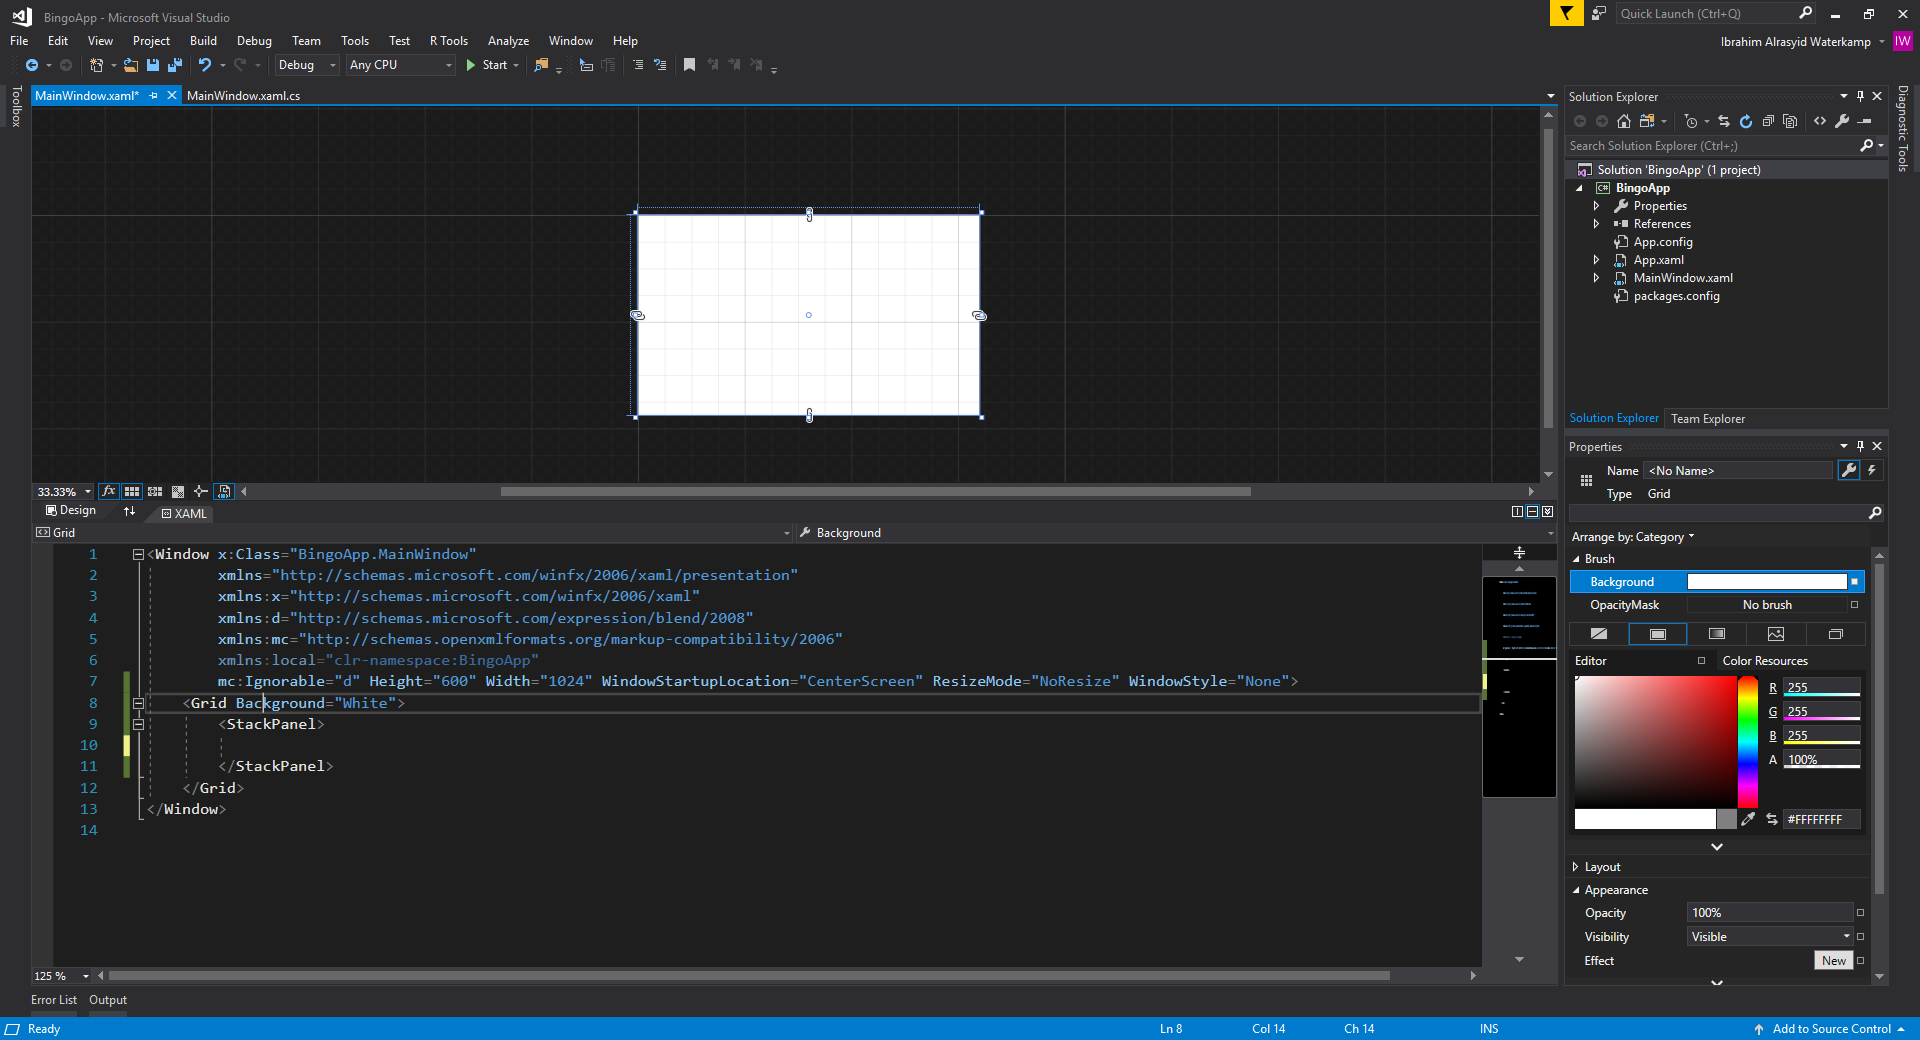 BingoApp - Microsoft Visual Studio
Quick Launch (Ctrl+Q)
File Edit View Project Build Debug Team Tools Test R Tools Analyze Window Help
Ibrahim Alrasyid Waterkamp IW
Debug Any CPU Start
Toolbox
MainWindow.xaml* MainWindow.xaml.cs
33.33% fx
Design XAML
Grid Background
1 <Window x:Class="BingoApp.MainWindow"
2 xmlns="http://schemas.microsoft.com/winfx/2006/xaml/presentation"
3 xmlns:x="http://schemas.microsoft.com/winfx/2006/xaml"
4 xmlns:d="http://schemas.microsoft.com/expression/blend/2008"
5 xmlns:mc="http://schemas.openxmlformats.org/markup-compatibility/2006"
6 xmlns:local="clr-namespace:BingoApp"
7 mc:Ignorable="d" Height="600" Width="1024" WindowStartupLocation="CenterScreen" ResizeMode="NoResize" WindowStyle="None">
8 <Grid Background="White">
9 <StackPanel>
10
11 </StackPanel>
12 </Grid>
13 </Window>
14
125 %
Error List Output
Solution Explorer
Search Solution Explorer (Ctrl+;)
Solution 'BingoApp' (1 project)
C# BingoApp
Properties
References
App.config
App.xaml
MainWindow.xaml
packages.config
Solution Explorer Team Explorer
Properties
Name <No Name>
Type Grid
Arrange by: Category
Brush
Background
OpacityMask No brush
Editor Color Resources
R 255
G 255
B 255
A 100%
#FFFFFFFF
Layout
Appearance
Opacity 100%
Visibility Visible
Effect New
Diagnostic Tools
Ready Ln 8 Col 14 Ch 14 INS Add to Source Control